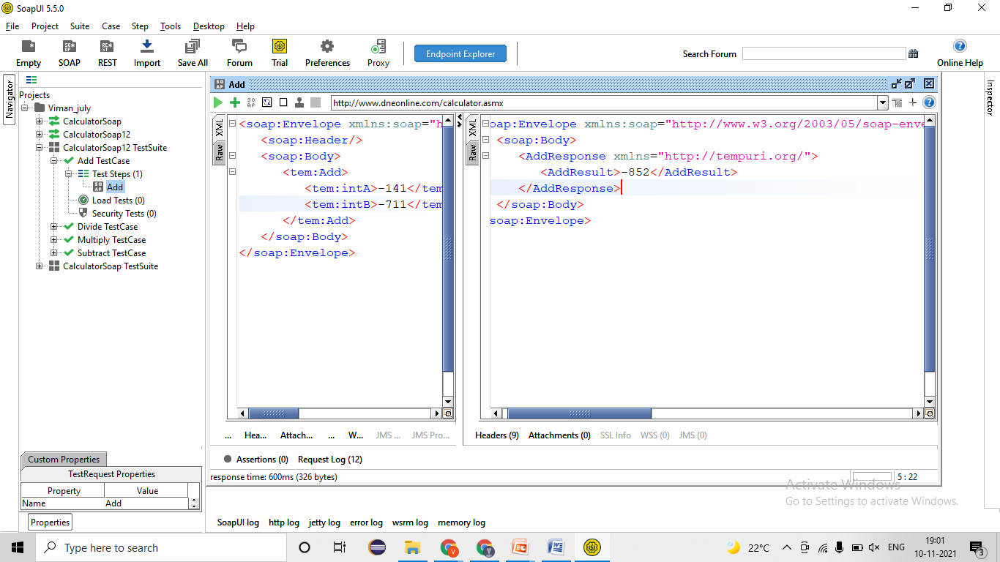 SoapUI 5.5.0
File Project Suite Case Step Tools Desktop Help
Empty SOAP REST Import Save All Forum Trial Preferences Proxy Endpoint Explorer Search Forum Online Help
Navigator
Projects
Viman_july
CalculatorSoap
CalculatorSoap12
CalculatorSoap12 TestSuite
Add TestCase
Test Steps (1)
Add
Load Tests (0)
Security Tests (0)
Divide TestCase
Multiply TestCase
Subtract TestCase
CalculatorSoap TestSuite
Custom Properties
TestRequest Properties
Property Value
Name Add
Properties
Add
http://www.dneonline.com/calculator.asmx
XML
Raw
<soap:Envelope xmlns:soap="h
<soap:Header/>
<soap:Body>
<tem:Add>
<tem:intA>-141</tem
<tem:intB>-711</tem
</tem:Add>
</soap:Body>
</soap:Envelope>
... Hea... Attach... ... W... JMS ... JMS Pro...
XML
Raw
oap:Envelope xmlns:soap="http://www.w3.org/2003/05/soap-enve
<soap:Body>
<AddResponse xmlns="http://tempuri.org/">
<AddResult>-852</AddResult>
</AddResponse>
</soap:Body>
soap:Envelope>
Headers (9) Attachments (0) SSL Info WSS (0) JMS (0)
Assertions (0) Request Log (12)
response time: 600ms (326 bytes) 5 : 22
Inspector
Activate Windows
Go to Settings to activate Windows.
SoapUI log http log jetty log error log wsrm log memory log
Type here to search
22°C ENG
19:01
10-11-2021
3